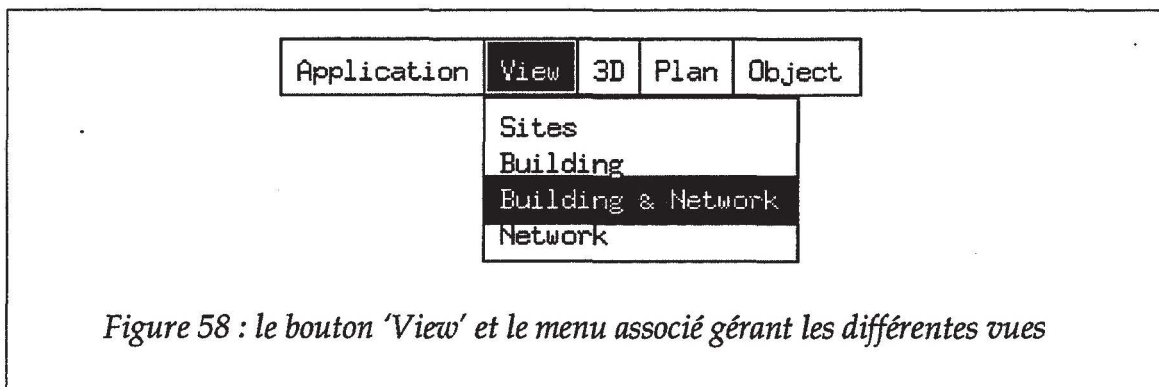 Application View 3D Plan Object
Sites
Building
Building & Network
Network
Figure 58 : le bouton 'View' et le menu associé gérant les différentes vues